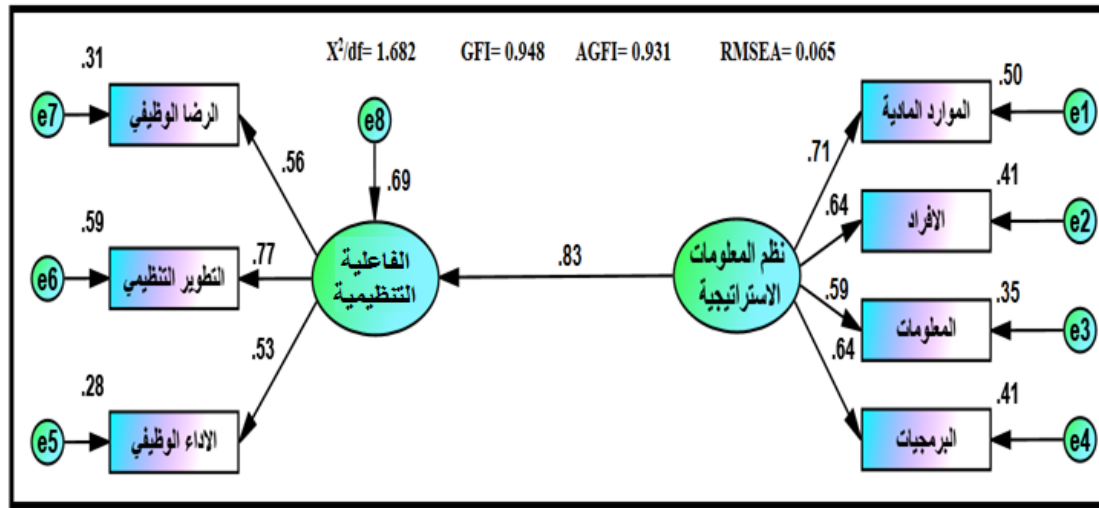 X²/df= 1.682 GFI= 0.948 AGFI= 0.931 RMSEA= 0.065
.50
الموارد المادية
e1
.71
.41
الافراد
e2
.64
.35
المعلومات
e3
.59
.41
البرمجيات
e4
.64
نظم المعلومات
الاستراتيجية
.83
e8
.69
الفاعلية
التنظيمية
.31
الرضا الوظيفي
e7
.56
.59
التطوير التنظيمي
e6
.77
.28
الاداء الوظيفي
e5
.53